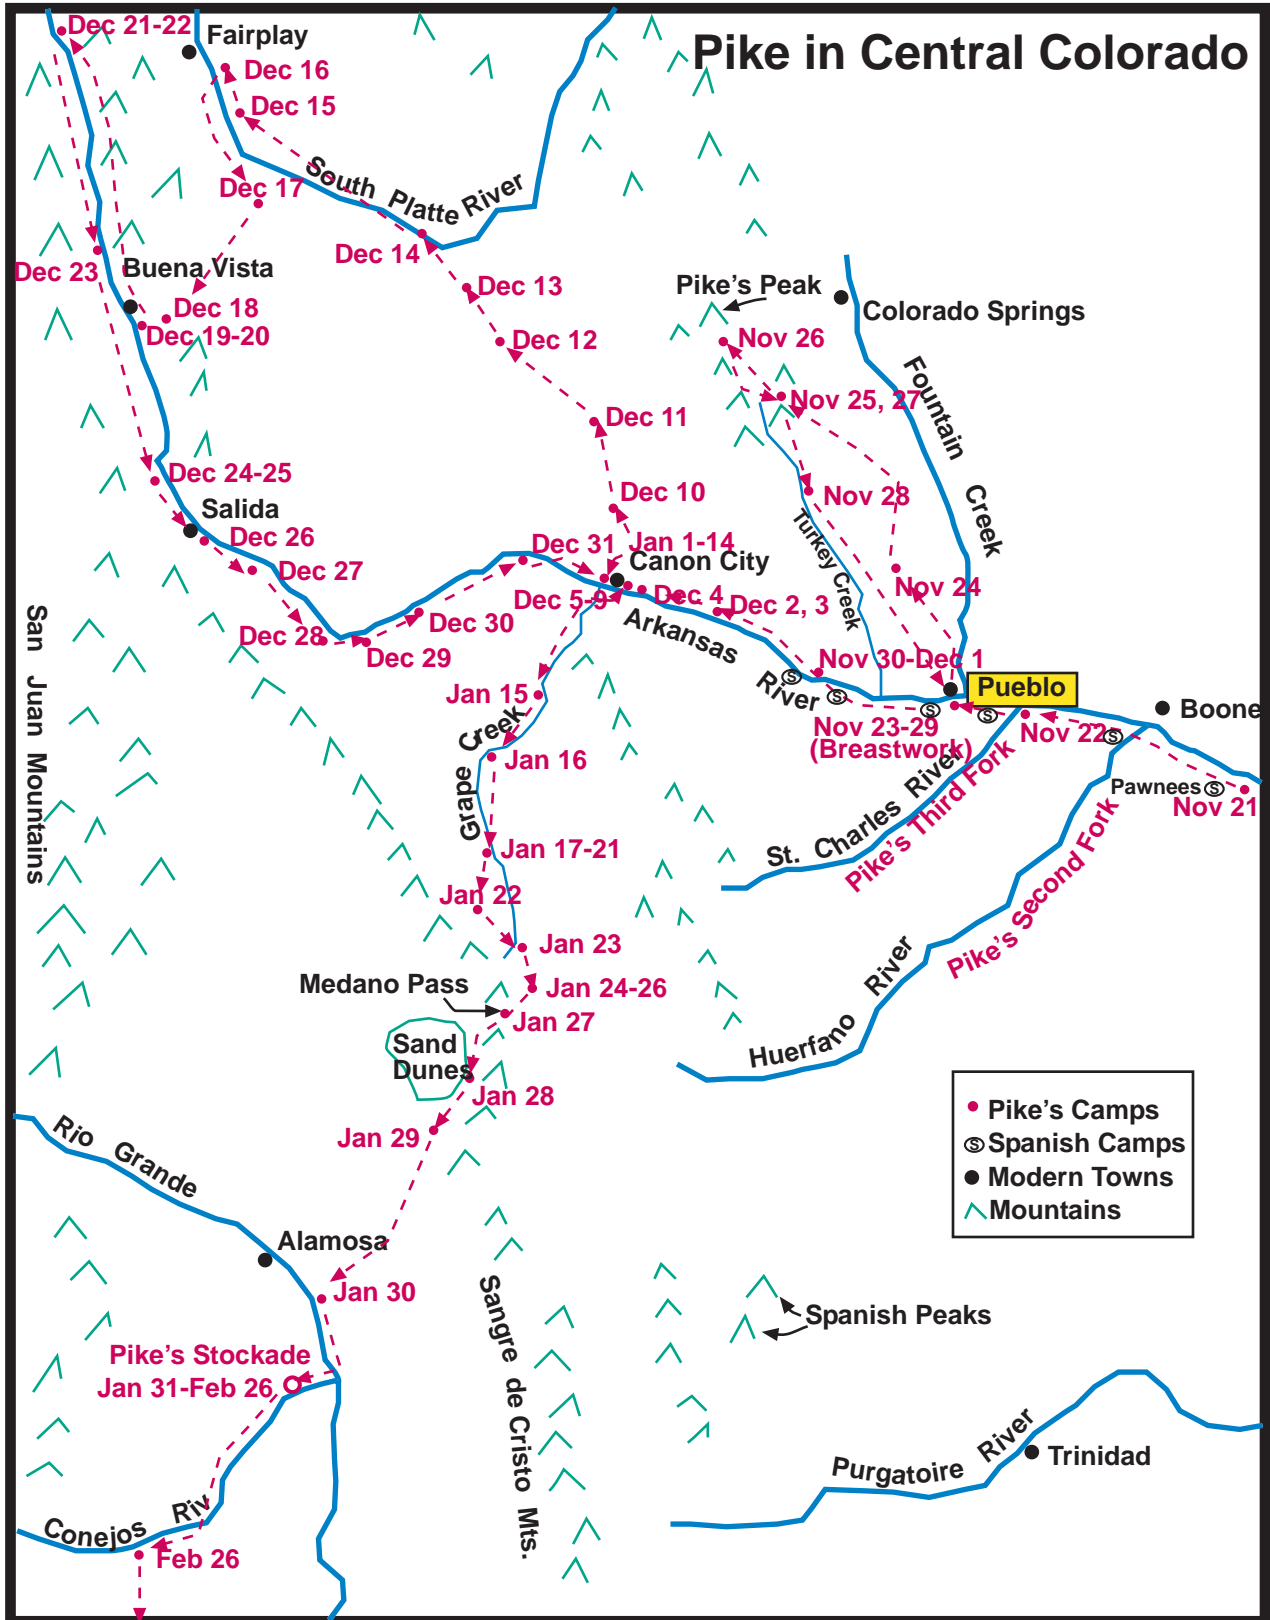 Pike in Central Colorado
Dec 21-22
Fairplay
Dec 16
Dec 15
South Platte River
Dec 17
Dec 14
Dec 23
Buena Vista
Dec 13
Pike's Peak
Colorado Springs
Dec 18
Dec 19-20
Dec 12
Nov 26
Fountain Creek
Nov 25, 27
Dec 11
Dec 24-25
Dec 10
Nov 28
Salida
Turkey Creek
Dec 26
Dec 31
Jan 1-14
Canon City
Dec 27
Nov 24
Dec 5-9
Dec 4
Dec 2, 3
Dec 30
Arkansas River
Dec 28
Dec 29
Nov 30-Dec 1
San Juan Mountains
Jan 15
Pueblo
Boone
Grape Creek
Nov 23-29
(Breastwork)
Nov 22
S
S
S
S
S
S
Jan 16
St. Charles River
Pike's Third Fork
Pawnees
Nov 21
Jan 17-21
Pike's Second Fork
Jan 22
Jan 23
Medano Pass
Jan 24-26
Jan 27
Huerfano River
Sand
Dunes
Jan 28
Jan 29
Pike's Camps
S Spanish Camps
Modern Towns
Mountains
Rio Grande
Alamosa
Jan 30
Sangre de Cristo Mts.
Spanish Peaks
Pike's Stockade
Jan 31-Feb 26
Purgatoire River
Trinidad
Conejos Riv
Feb 26